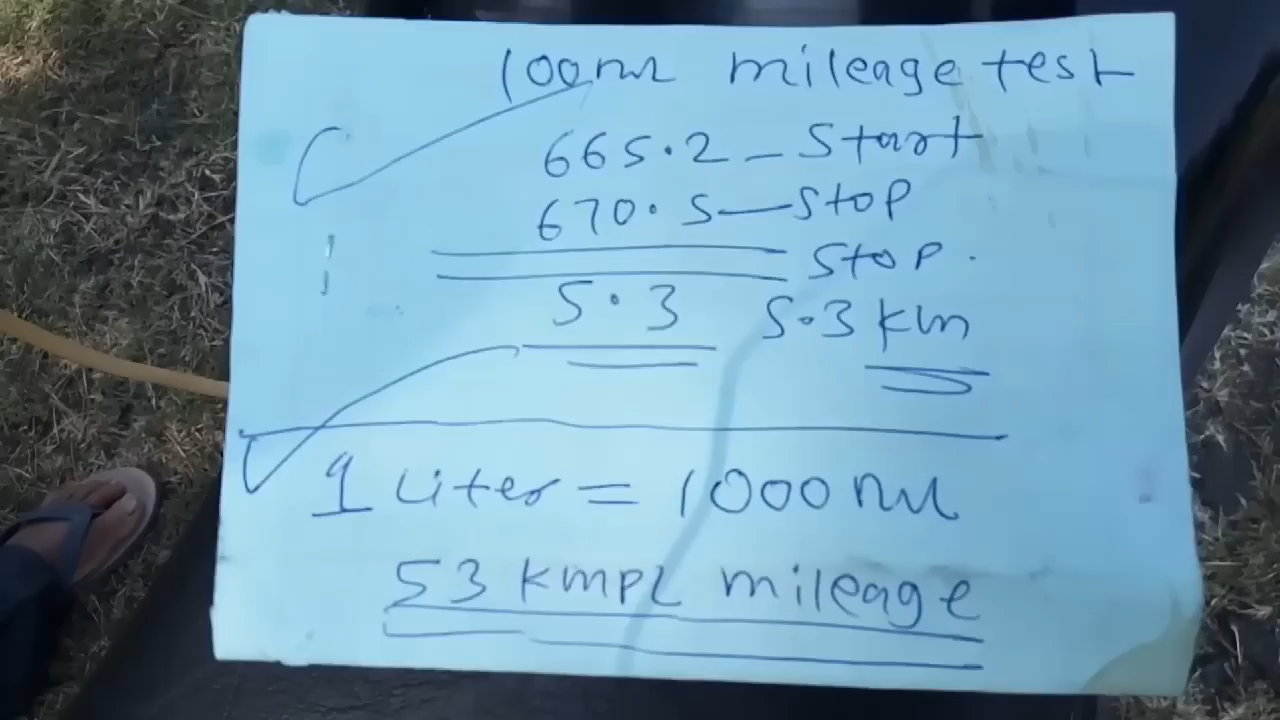 100ml mileage test
665.2 - Start
670.5 - Stop
Stop.
5.3 5.3 km
1 Liter = 1000 ml
53 KMPL mileage